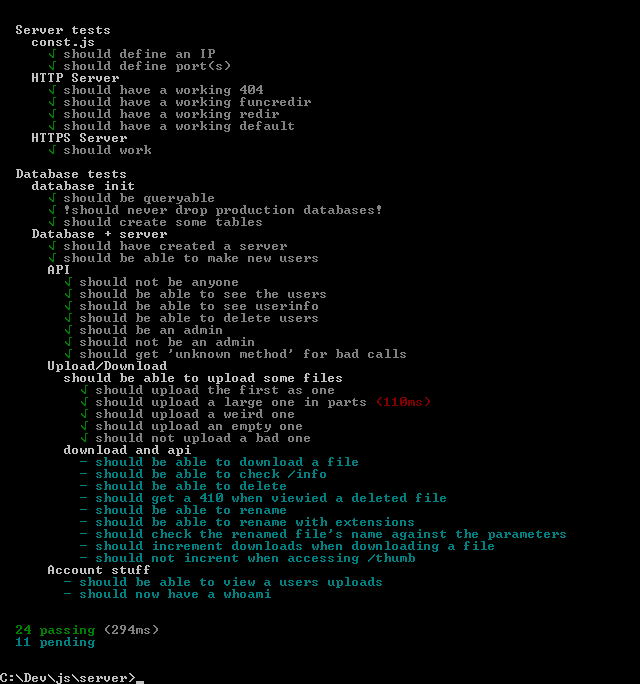 Server tests
const.js
√ should define an IP
√ should define port(s)
HTTP Server
√ should have a working 404
√ should have a working funcredir
√ should have a working redir
√ should have a working default
HTTPS Server
√ should work
Database tests
database init
√ should be queryable
√ !should never drop production databases!
√ should create some tables
Database + server
√ should have created a server
√ should be able to make new users
API
√ should not be anyone
√ should be able to see the users
√ should be able to see userinfo
√ should be able to delete users
√ should be an admin
√ should not be an admin
√ should get 'unknown method' for bad calls
Upload/Download
should be able to upload some files
√ should upload the first as one
√ should upload a large one in parts (110ms)
√ should upload a weird one
√ should upload an empty one
√ should not upload a bad one
download and api
- should be able to download a file
- should be able to check /info
- should be able to delete
- should get a 410 when viewied a deleted file
- should be able to rename
- should be able to rename with extensions
- should check the renamed file's name against the parameters
- should increment downloads when downloading a file
- should not incrent when accessing /thumb
Account stuff
- should be able to view a users uploads
- should now have a whoami
24 passing (294ms)
11 pending
C:\Dev\js\server>_